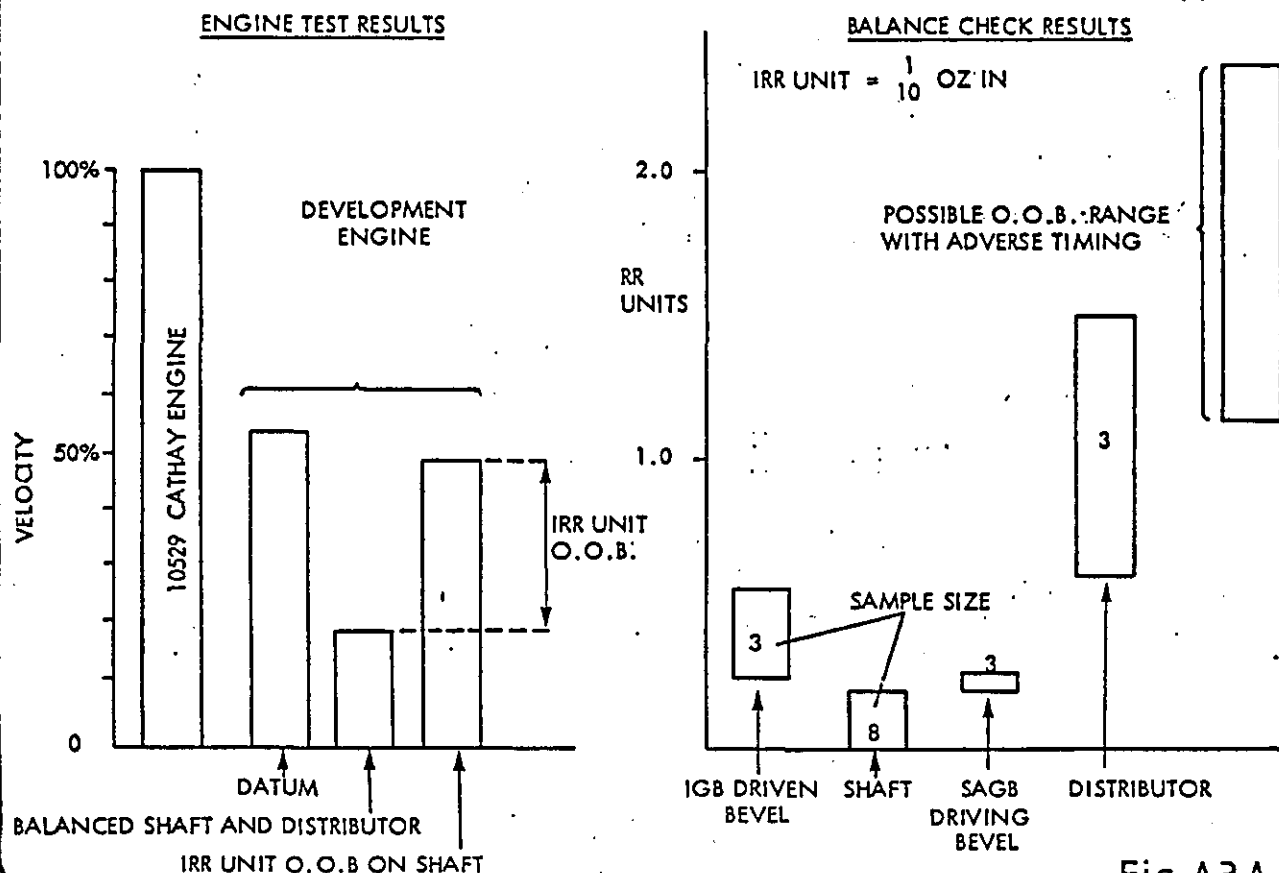 ENGINE TEST RESULTS
100%
50%
0
VELOCITY
10529 CATHAY ENGINE
DEVELOPMENT
ENGINE
IRR UNIT
O.O.B.
DATUM
BALANCED SHAFT AND DISTRIBUTOR
IRR UNIT O.O.B ON SHAFT
BALANCE CHECK RESULTS
IRR UNIT = 1/10 OZ IN
2.0
1.0
RR
UNITS
POSSIBLE O.O.B. RANGE
WITH ADVERSE TIMING
SAMPLE SIZE
3
8
3
3
IGB DRIVEN
BEVEL
SHAFT
SAGB
DRIVING
BEVEL
DISTRIBUTOR